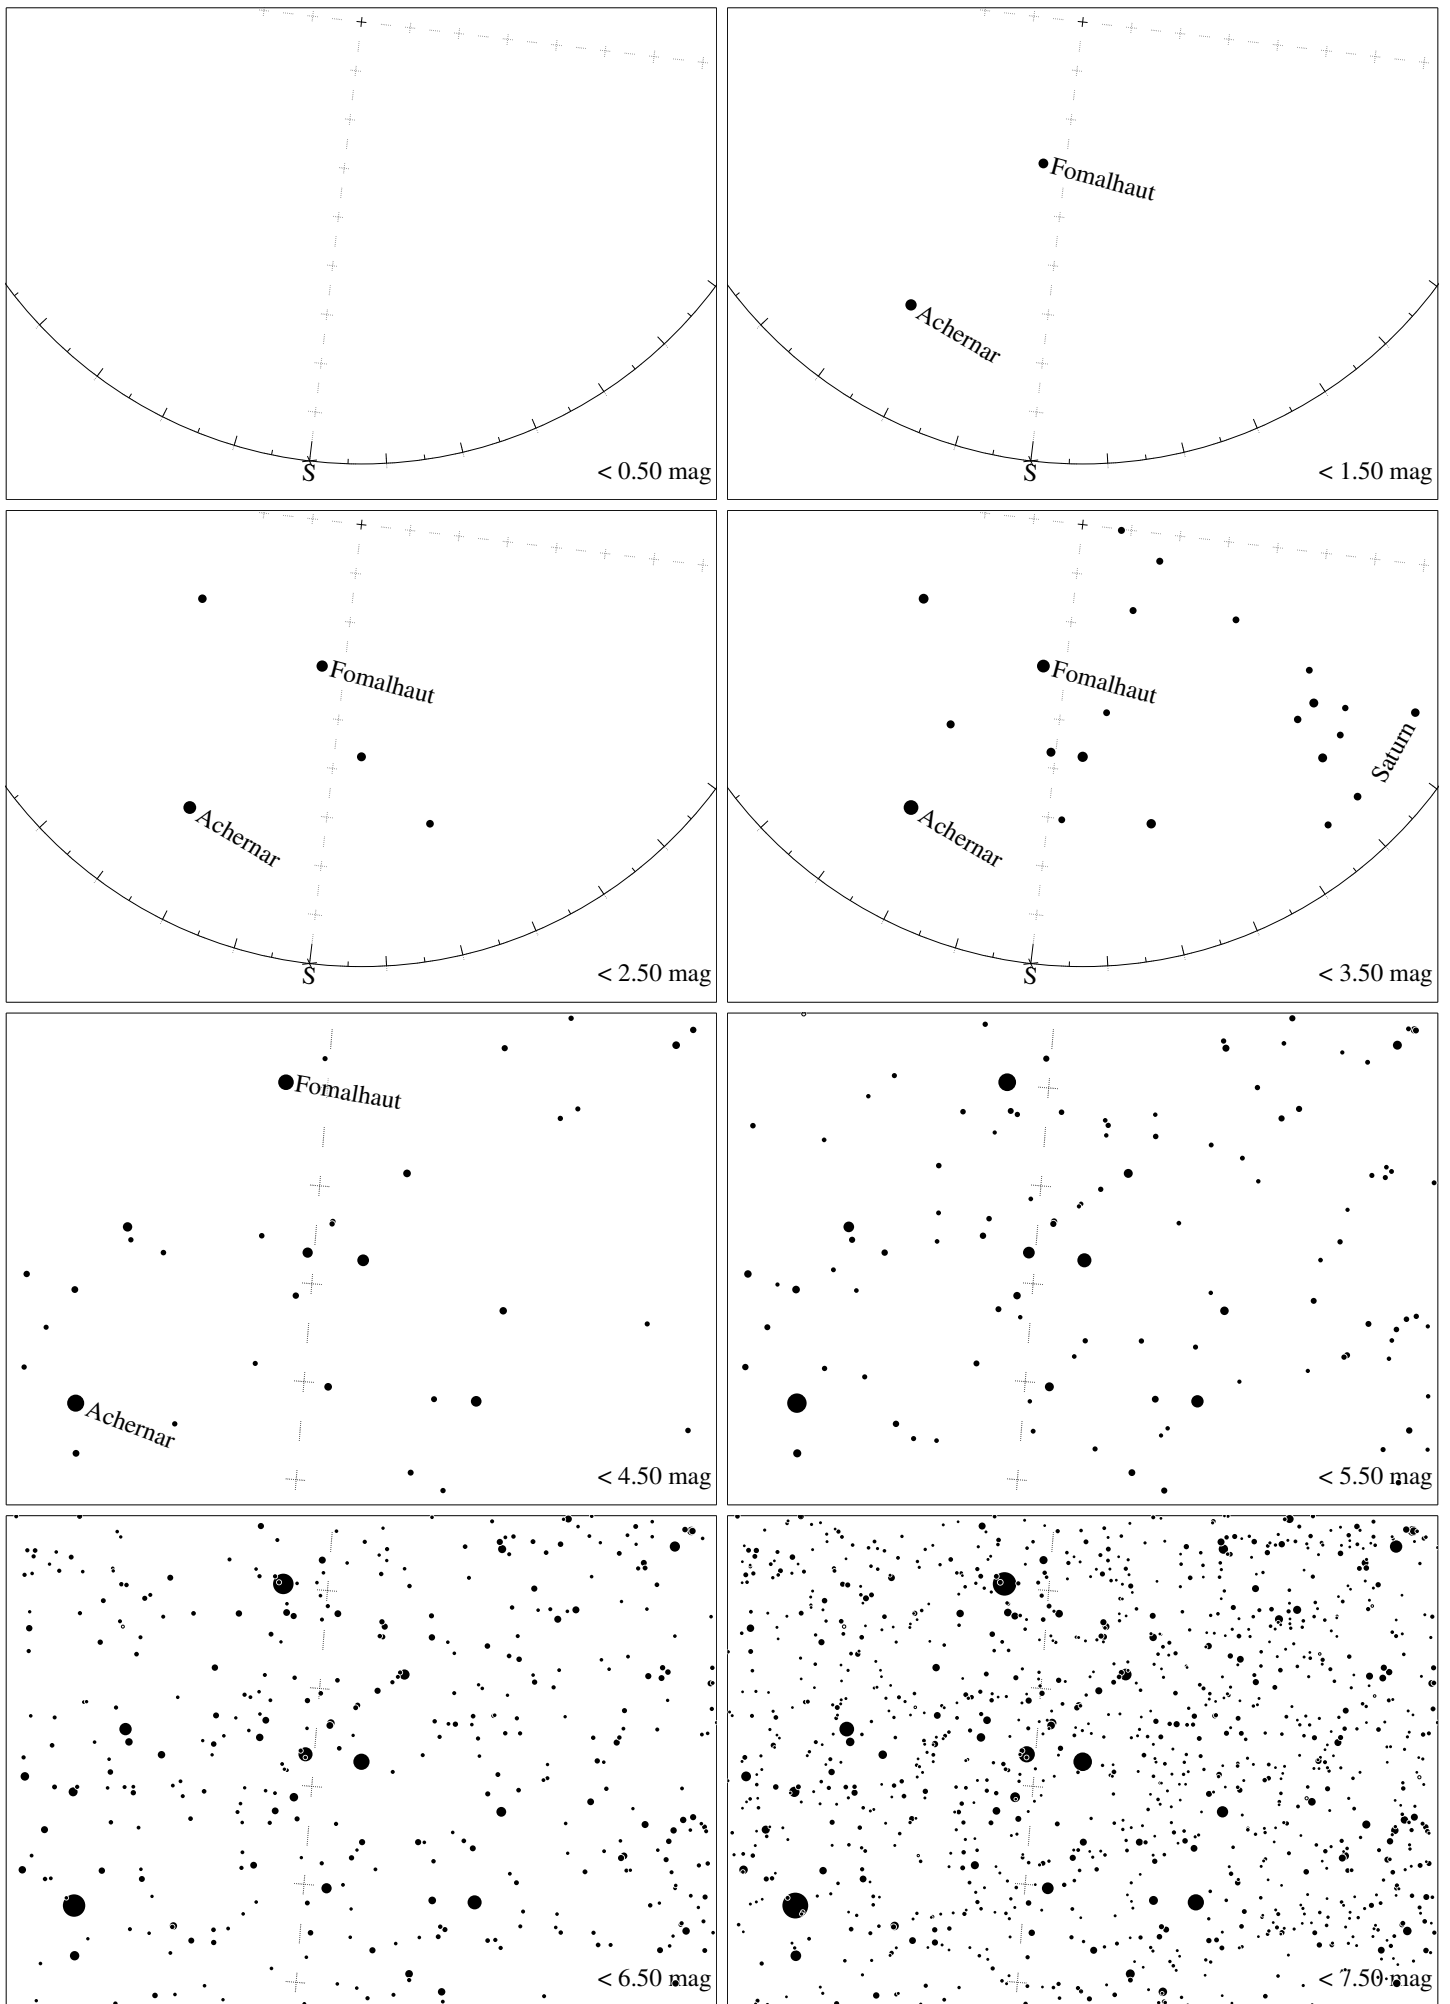 S
< 0.50 mag
Fomalhaut
Achernar
S
< 1.50 mag
Fomalhaut
Achernar
S
< 2.50 mag
Fomalhaut
Saturn
Achernar
S
< 3.50 mag
Fomalhaut
Achernar
< 4.50 mag
< 5.50 mag
< 6.50 mag
< 7.50 mag